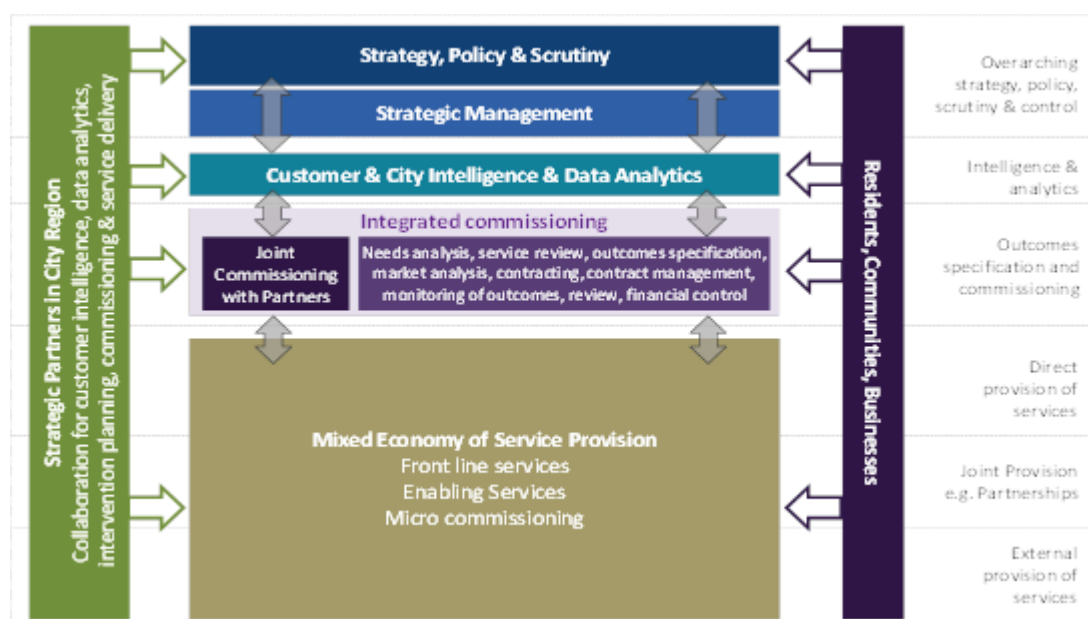 Strategic Partners in City Region
Collaboration for customer intelligence, data analytics,
intervention planning, commissioning & service delivery
Strategy, Policy & Scrutiny
Strategic Management
Customer & City Intelligence & Data Analytics
Integrated commissioning
Joint
Commissioning
with Partners
Needs analysis, service review, outcomes specification,
market analysis, contracting, contract management,
monitoring of outcomes, review, financial control
Mixed Economy of Service Provision
Front line services
Enabling Services
Micro commissioning
Residents, Communities, Businesses
Overarching
strategy, policy,
scrutiny & control
Intelligence &
analytics
Outcomes
specification and
commissioning
Direct
provision of
services
Joint Provision
e.g. Partnerships
External
provision of
services